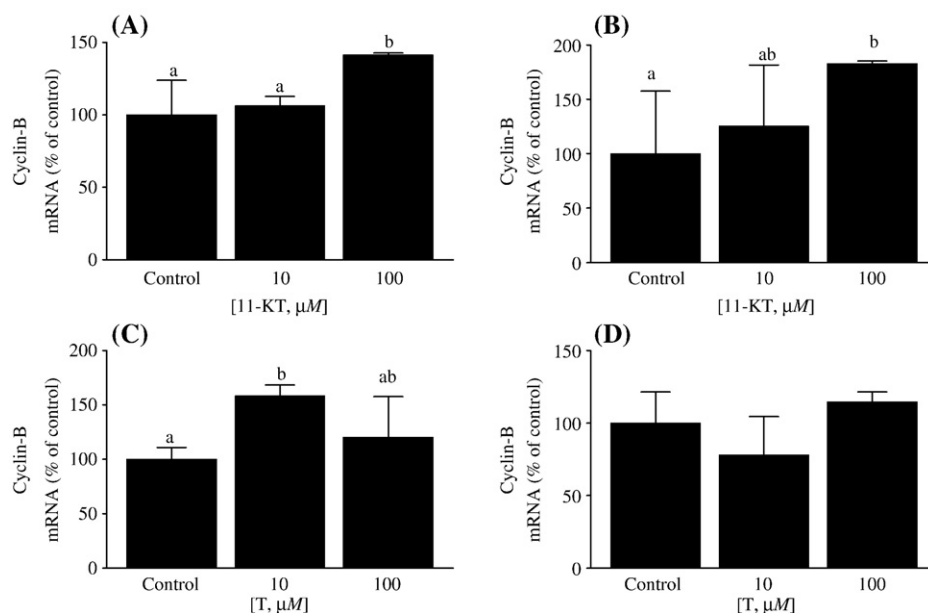 (A)
Cyclin-B
mRNA (% of control)
150
100
50
0
a
a
b
Control 10 100
[11-KT, μM]
(B)
Cyclin-B
mRNA (% of control)
200
150
100
50
0
a
ab
b
Control 10 100
[11-KT, μM]
(C)
Cyclin-B
mRNA (% of control)
200
150
100
50
0
a
b
ab
Control 10 100
[T, μM]
(D)
Cyclin-B
mRNA (% of control)
150
100
50
0
Control 10 100
[T, μM]